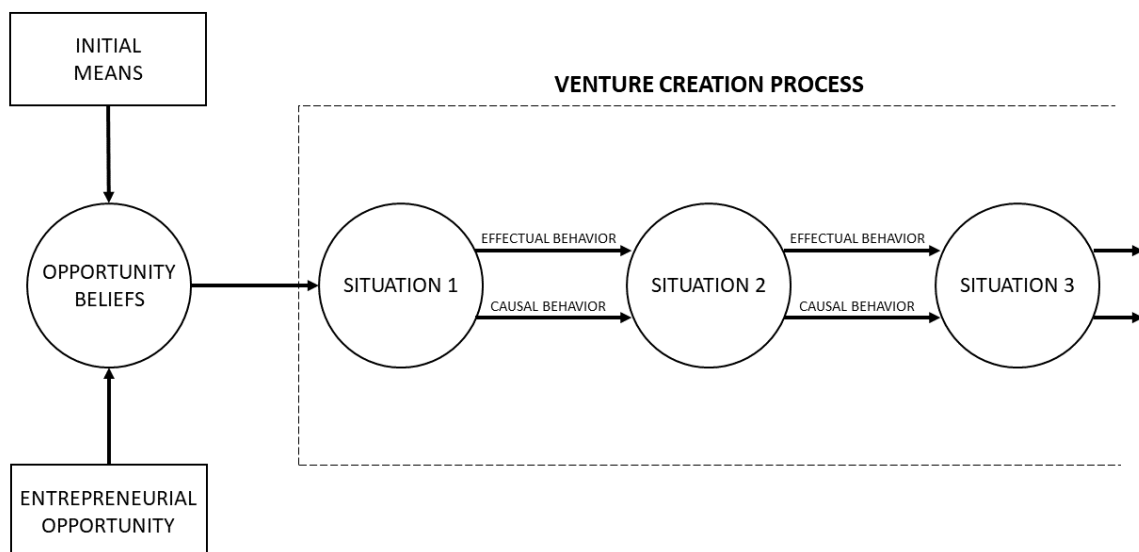 INITIAL
MEANS
VENTURE CREATION PROCESS
OPPORTUNITY
BELIEFS
SITUATION 1
EFFECTUAL BEHAVIOR
CAUSAL BEHAVIOR
SITUATION 2
EFFECTUAL BEHAVIOR
CAUSAL BEHAVIOR
SITUATION 3
ENTREPRENEURIAL
OPPORTUNITY